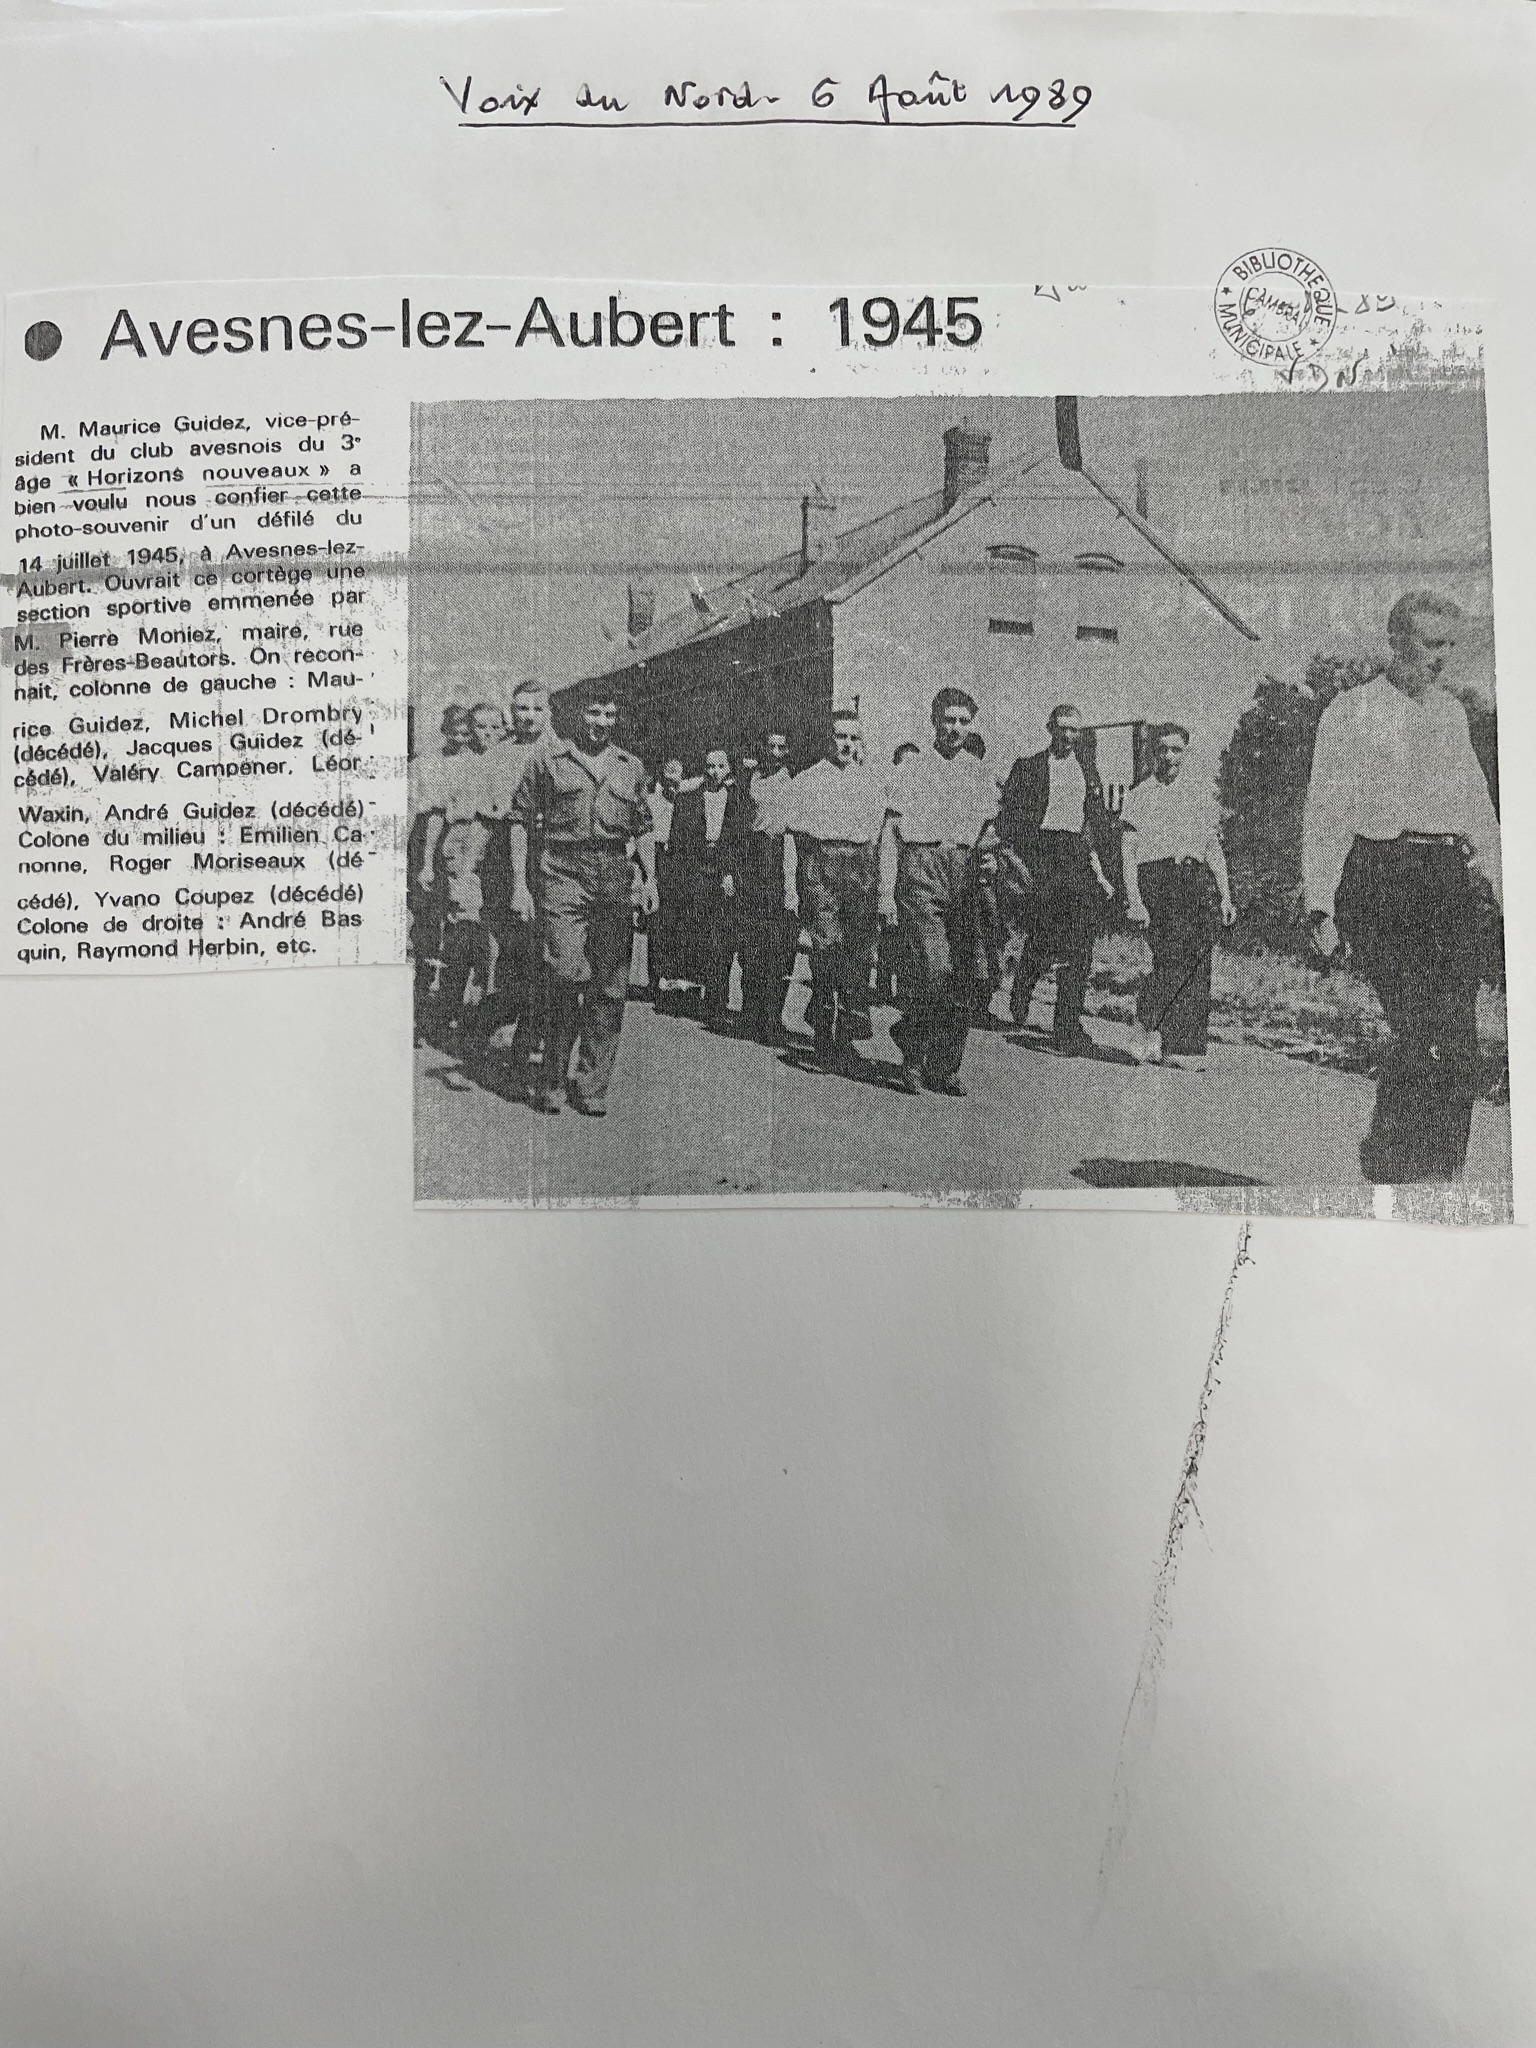 Voix du Nord - 6 Août 1989
BIBLIOTHEQUE
CAMBRAI
MUNICIPALE
VDN
● Avesnes-lez-Aubert : 1945
M. Maurice Guidez, vice-pré-
sident du club avesnois du 3e
âge « Horizons nouveaux » a
bien voulu nous confier cette
photo-souvenir d'un défilé du
14 juillet 1945, à Avesnes-lez-
Aubert. Ouvrait ce cortège une
section sportive emmenée par
M. Pierre Moniez, maire, rue
des Frères-Beautors. On recon-
nait, colonne de gauche : Mau-
rice Guidez, Michel Drombry
(décédé), Jacques Guidez (dé-
cédé), Valéry Campener, Léon
Waxin, André Guidez (décédé)
Colone du milieu : Emilien Ca-
nonne, Roger Moriseaux (dé-
cédé), Yvano Coupez (décédé)
Colone de droite : André Bas
quin, Raymond Herbin, etc.